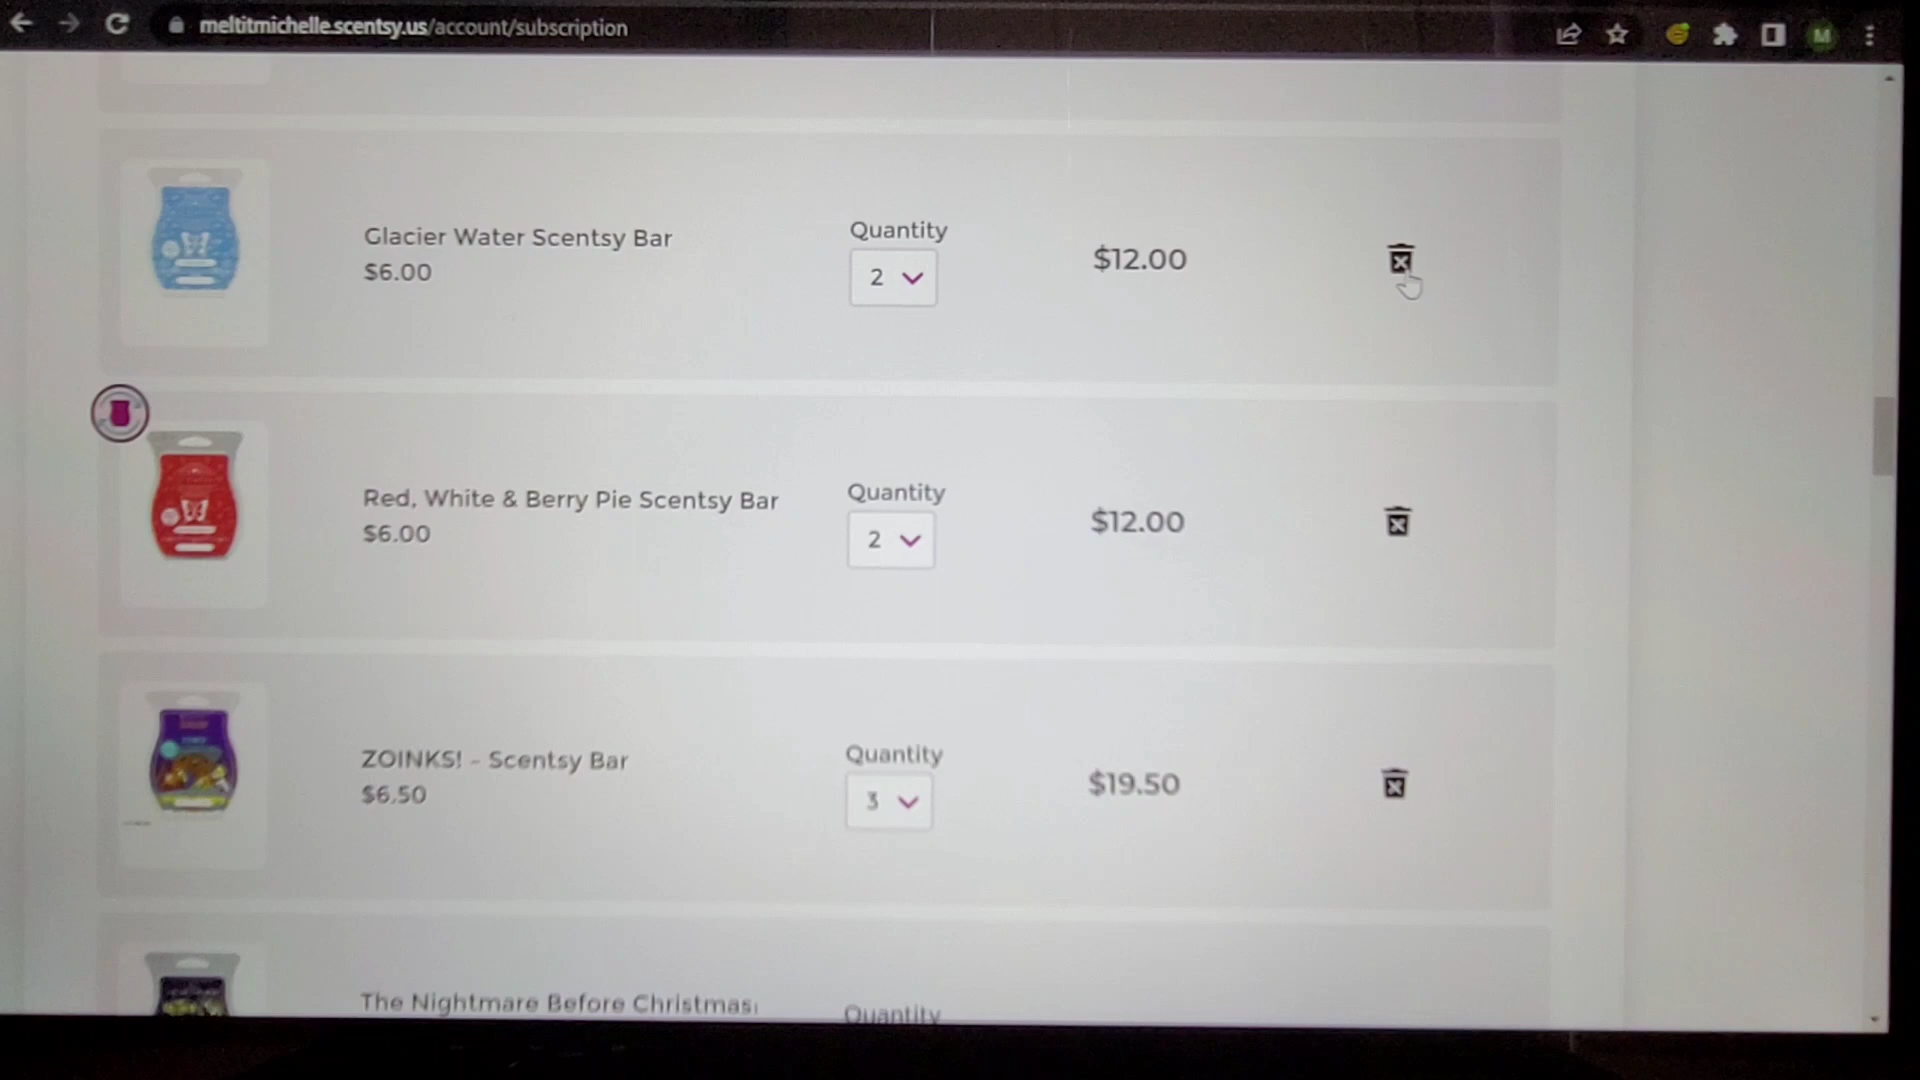 meltitmichelle.scentsy.us/account/subscription
M
Glacier Water Scentsy Bar
$6.00
Quantity
2
$12.00
Red, White & Berry Pie Scentsy Bar
$6.00
Quantity
2
$12.00
ZOINKS! - Scentsy Bar
$6.50
Quantity
3
$19.50
The Nightmare Before Christmas:
Quantity